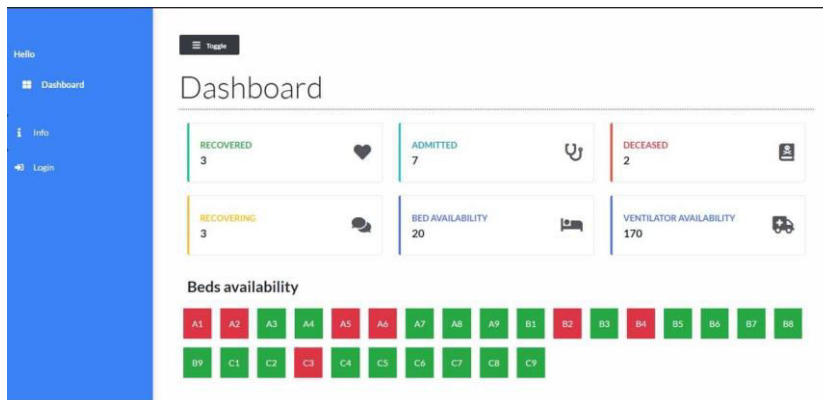 Hello
Dashboard
Info
Login
Toggle
Dashboard
RECOVERED
3
ADMITTED
7
DECEASED
2
RECOVERING
3
BED AVAILABILITY
20
VENTILATOR AVAILABILITY
170
Beds availability
A1 A2 A3 A4 A5 A6 A7 A8 A9 B1 B2 B3 B4 B5 B6 B7 B8
B9 C1 C2 C3 C4 C5 C6 C7 C8 C9